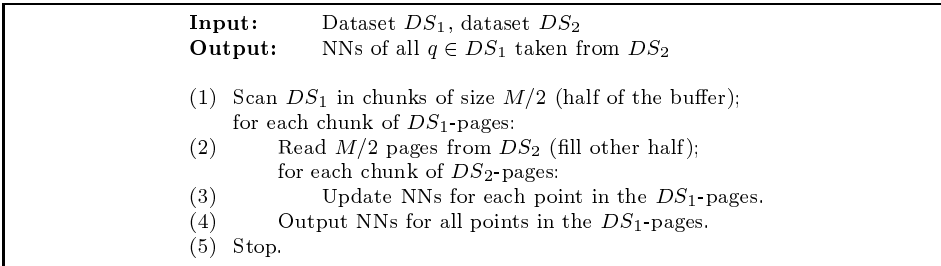 Input: Dataset DS₁, dataset DS₂
Output: NNs of all q ∈ DS₁ taken from DS₂
(1) Scan DS₁ in chunks of size M/2 (half of the buffer);
for each chunk of DS₁-pages:
(2) Read M/2 pages from DS₂ (fill other half);
for each chunk of DS₂-pages:
(3) Update NNs for each point in the DS₁-pages.
(4) Output NNs for all points in the DS₁-pages.
(5) Stop.